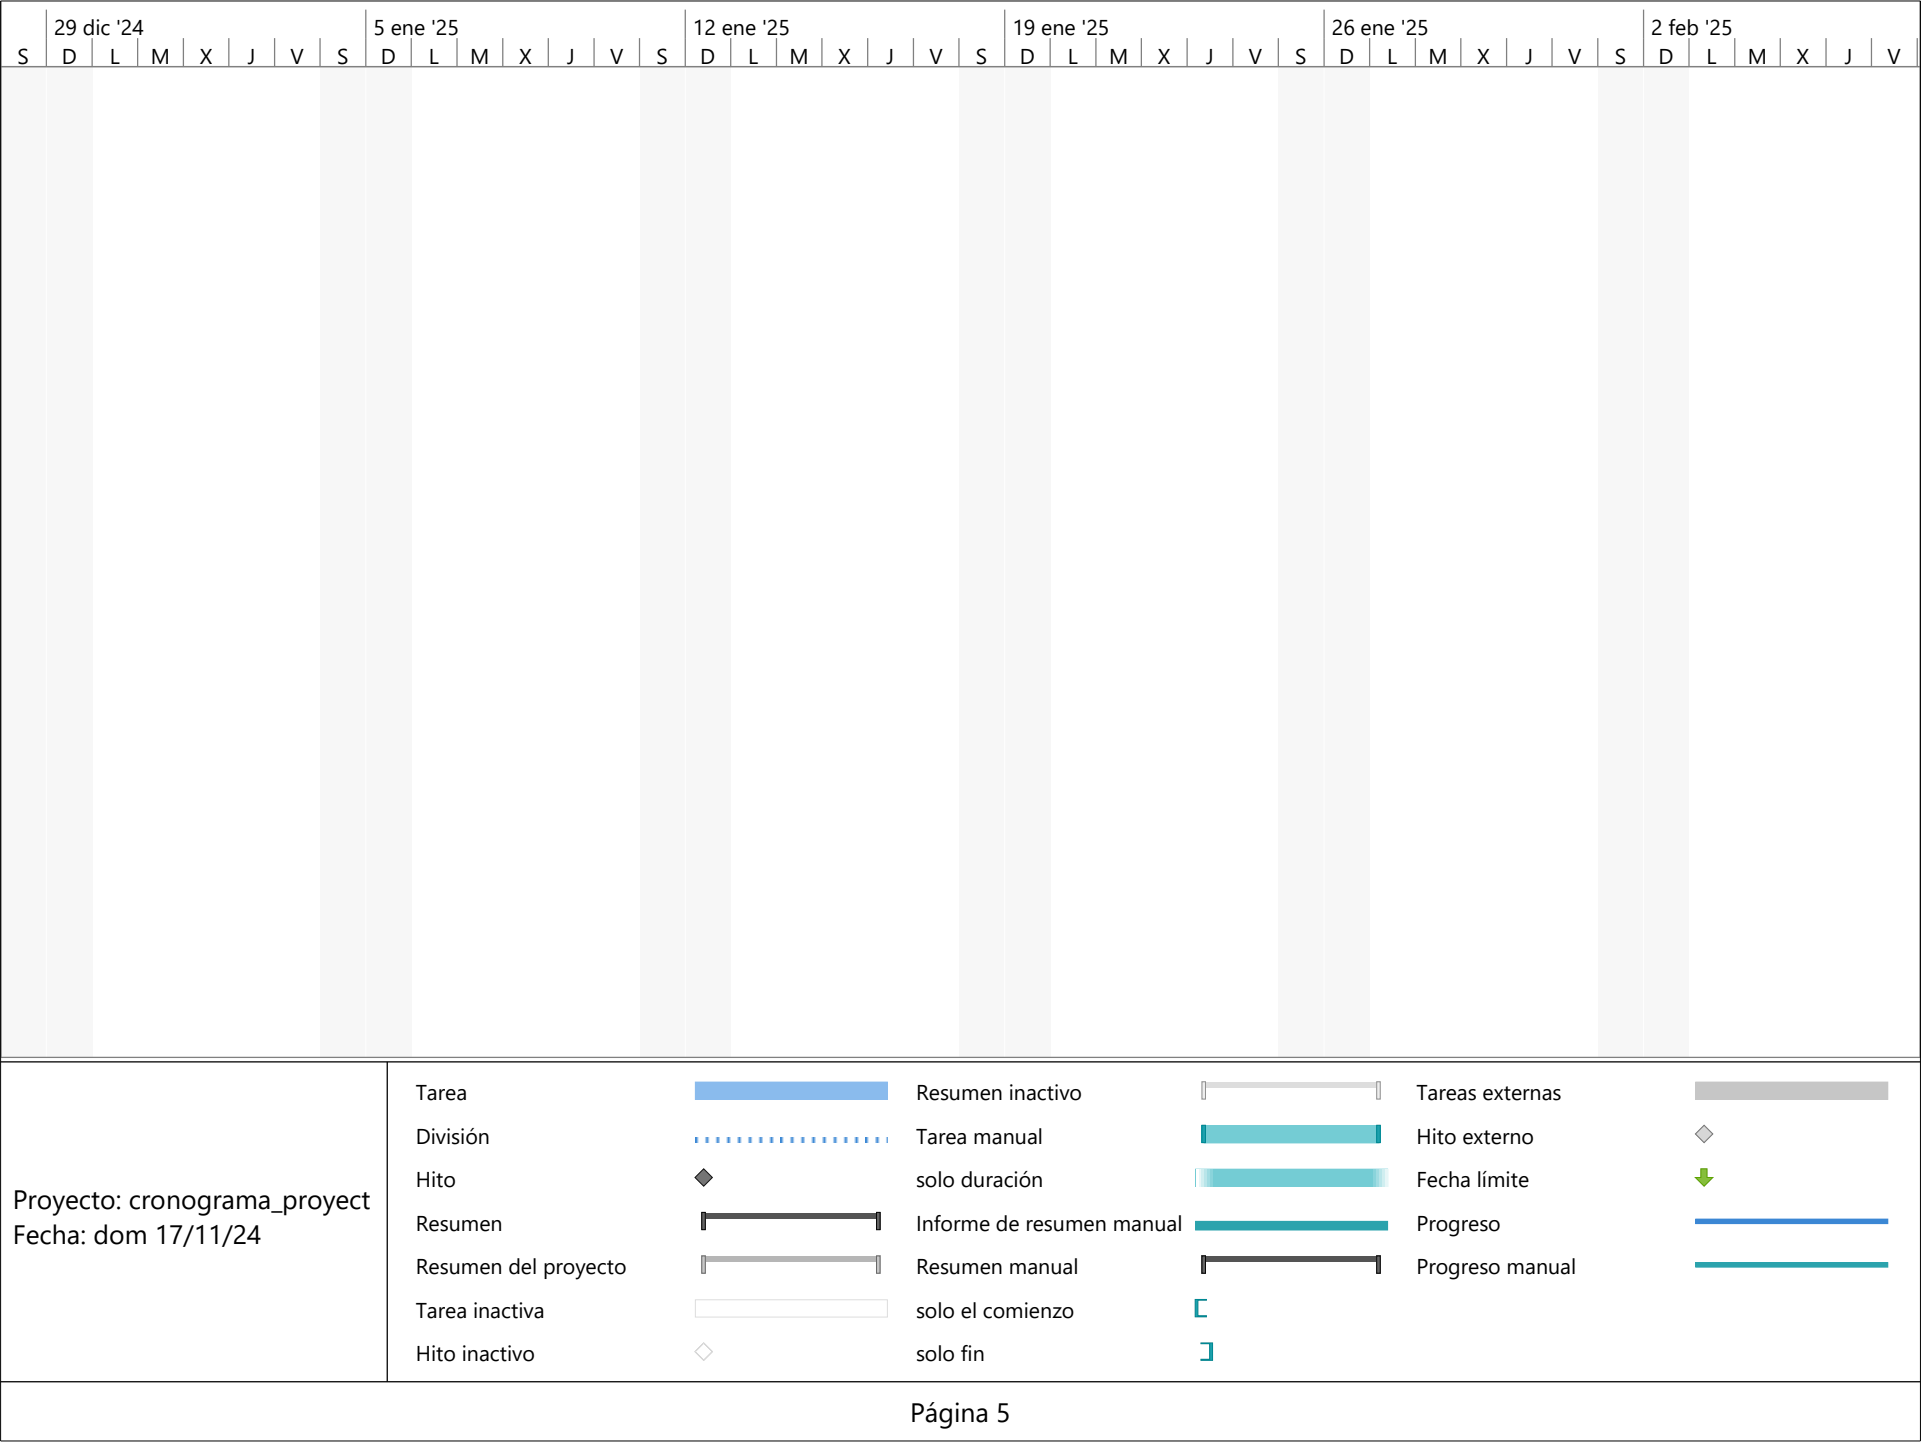 29 dic '24 5 ene '25 12 ene '25 19 ene '25 26 ene '25 2 feb '25
S D L M X J V S D L M X J V S D L M X J V S D L M X J V S D L M X J V S D L M X J V
Proyecto: cronograma_proyect
Fecha: dom 17/11/24
Tarea
División
Hito
Resumen
Resumen del proyecto
Tarea inactiva
Hito inactivo
Resumen inactivo
Tarea manual
solo duración
Informe de resumen manual
Resumen manual
solo el comienzo
solo fin
Tareas externas
Hito externo
Fecha límite
Progreso
Progreso manual
Página 5